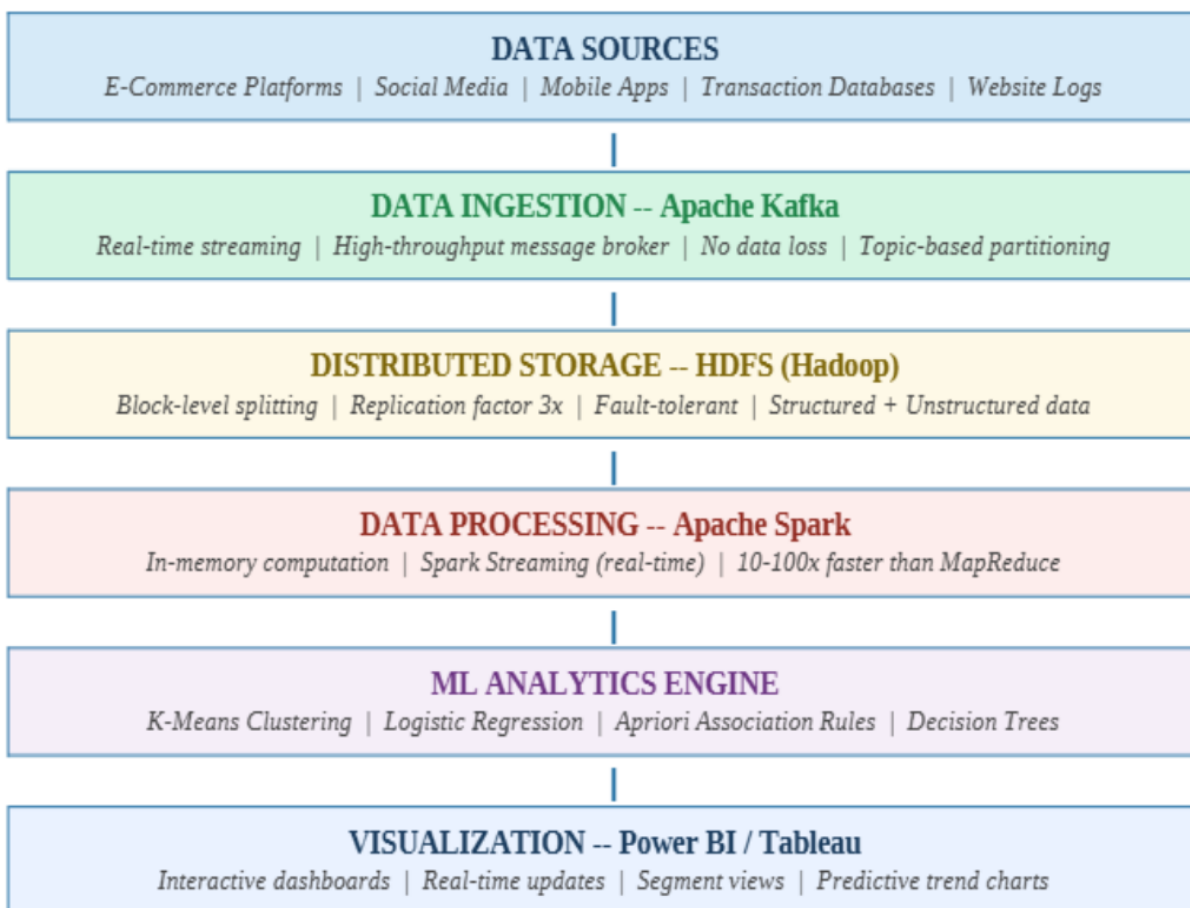 DATA SOURCES
E-Commerce Platforms | Social Media | Mobile Apps | Transaction Databases | Website Logs
DATA INGESTION -- Apache Kafka
Real-time streaming | High-throughput message broker | No data loss | Topic-based partitioning
DISTRIBUTED STORAGE -- HDFS (Hadoop)
Block-level splitting | Replication factor 3x | Fault-tolerant | Structured + Unstructured data
DATA PROCESSING -- Apache Spark
In-memory computation | Spark Streaming (real-time) | 10-100x faster than MapReduce
ML ANALYTICS ENGINE
K-Means Clustering | Logistic Regression | Apriori Association Rules | Decision Trees
VISUALIZATION -- Power BI / Tableau
Interactive dashboards | Real-time updates | Segment views | Predictive trend charts